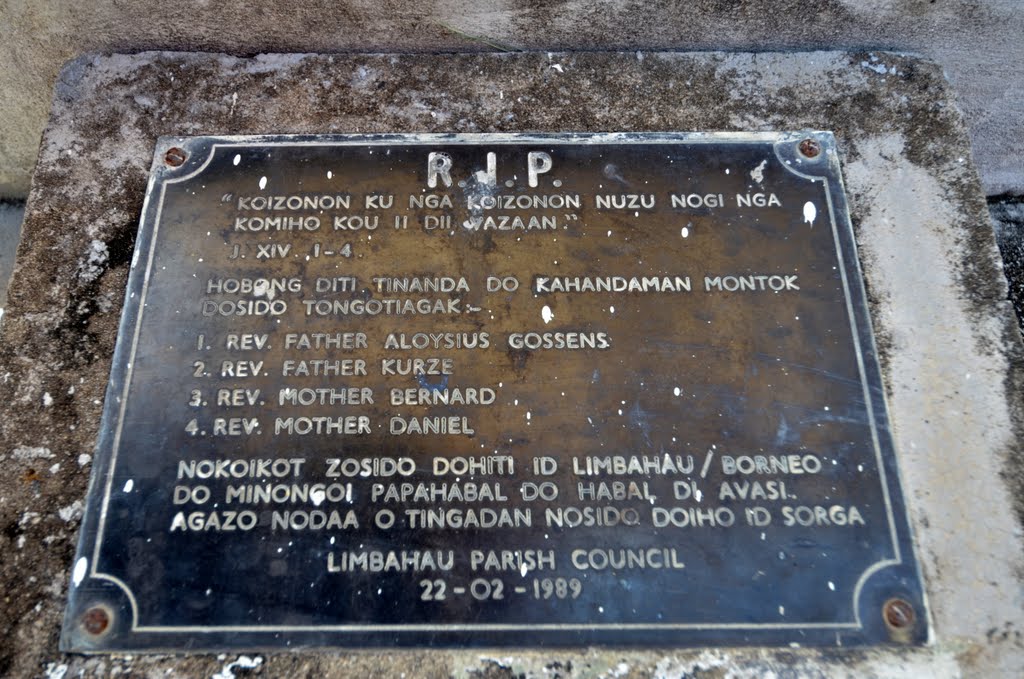 R.I.P.
"KOIZONON KU NGA KOIZONON NUZU NOGI NGA
KOMIHO KOU II DII WAZAAN."
J. XIV. 1-4.
HOBONG DITI TINANDA DO KAHANDAMAN MONTOK
DOSIDO TONGOTIAGAK:-
1. REV. FATHER ALOYSIUS GOSSENS
2. REV. FATHER KURZE
3. REV. MOTHER BERNARD
4. REV. MOTHER DANIEL
NOKOIKOT ZOSIDO DOHITI ID LIMBAHAU/BORNEO
DO MINONGOI PAPAHABAL DO HABAL DI AVASI.
AGAZO NODAA O TINGADAN NOSIDO DOIHO ID SORGA
LIMBAHAU PARISH COUNCIL
22-02-1989